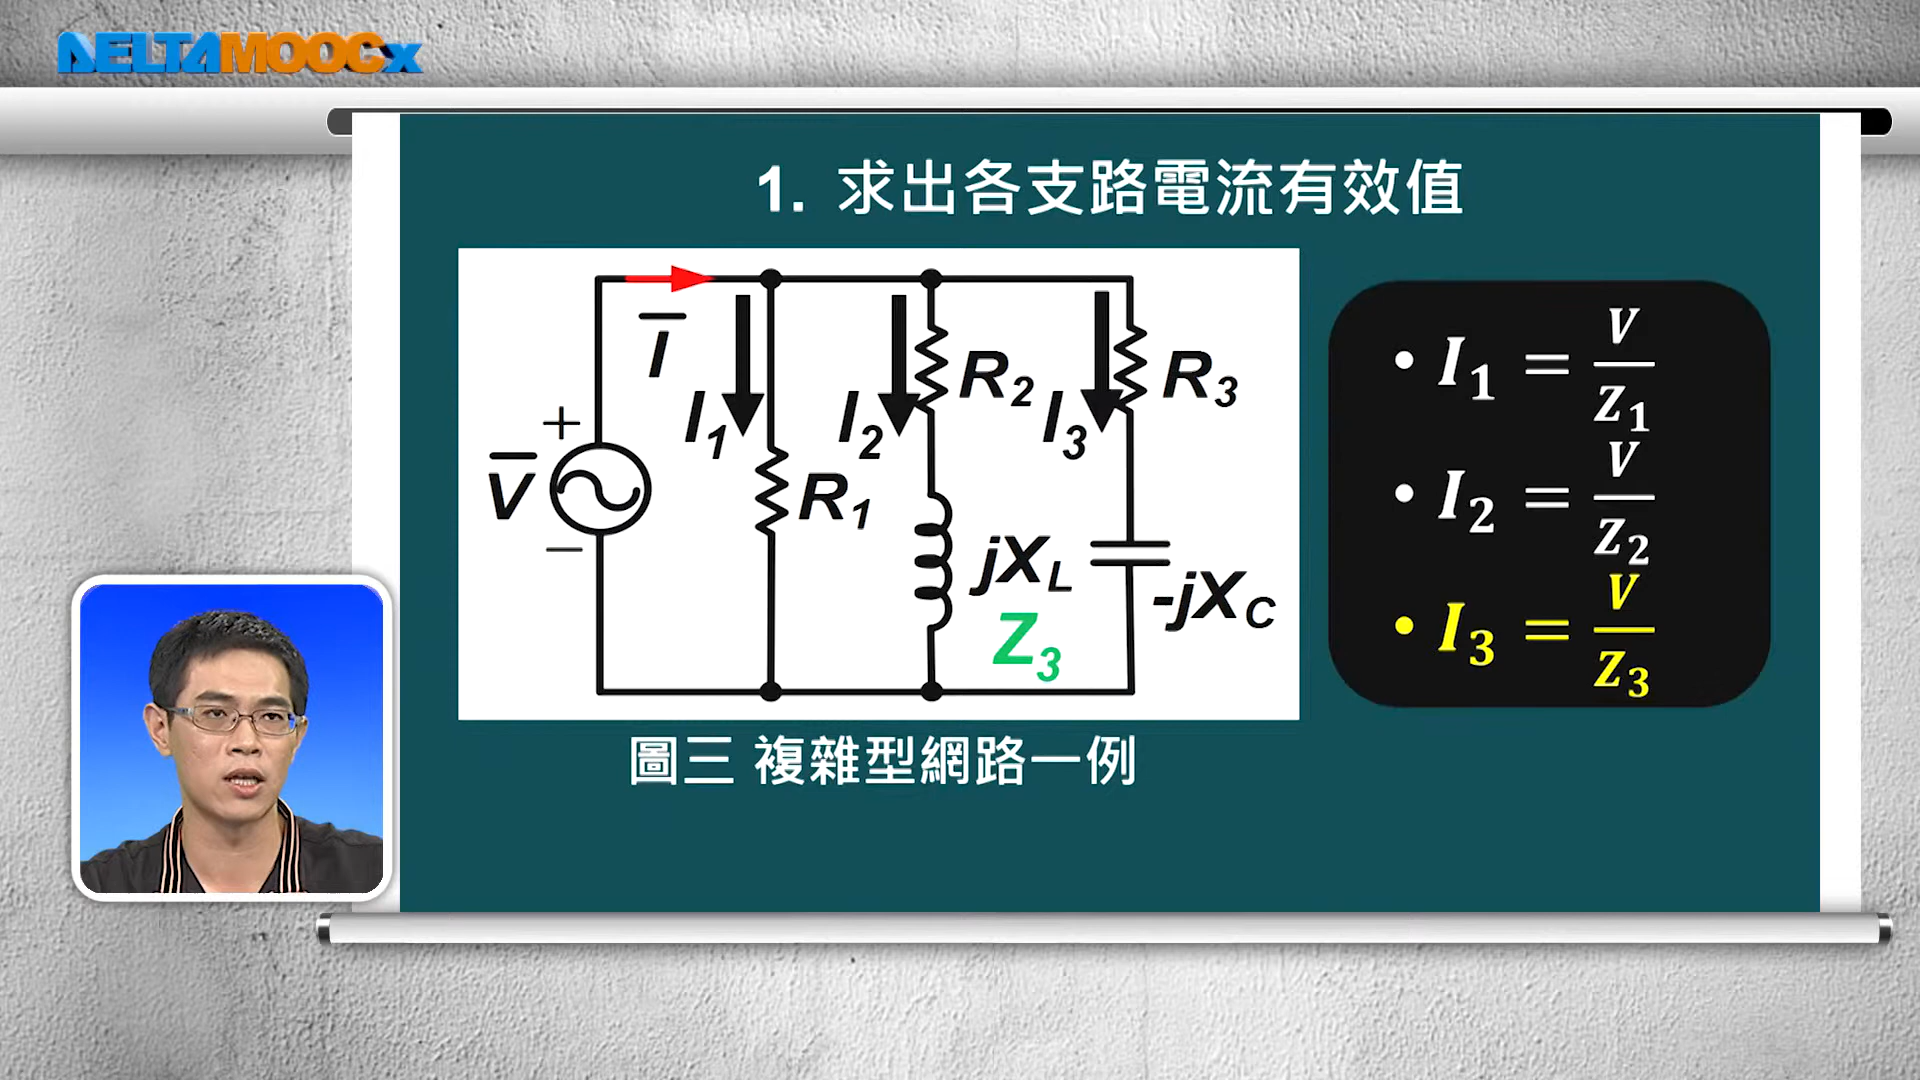 DELTAMOOCx
1. 求出各支路電流有效值
I
V
+
−
I1
R1
I2
R2
jXL
Z3
I3
R3
-jXC
• I1 = V/Z1
• I2 = V/Z2
• I3 = V/Z3
圖三 複雜型網路一例